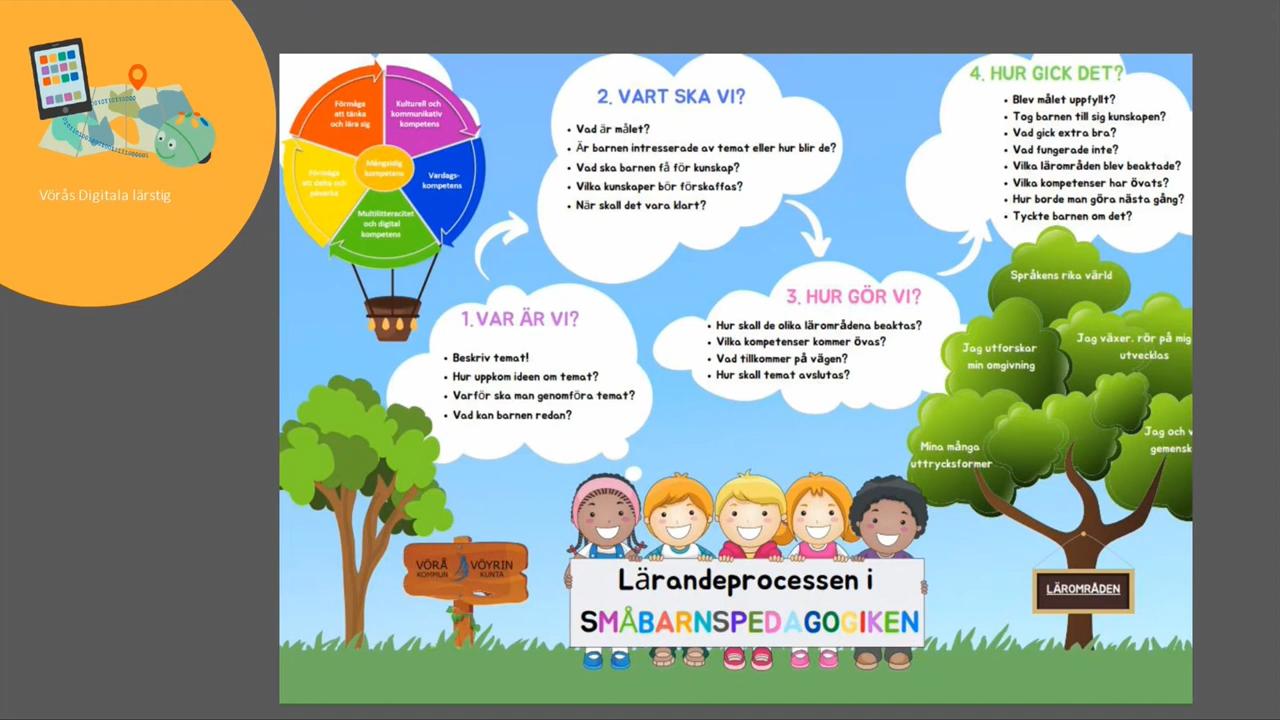 Vörås Digitala lärstig
Förmåga
att tänka
och lära sig
Kulturell och
kommunikativ
kompetens
Mångsidig
kompetens
Förmåga
att delta och
påverka
Vardags-
kompetens
Multilitteracitet
och digital
kompetens
1.VAR ÄR VI?
• Beskriv temat!
• Hur uppkom ideen om temat?
• Varför ska man genomföra temat?
• Vad kan barnen redan?
2. VART SKA VI?
• Vad är målet?
• Är barnen intresserade av temat eller hur blir de?
• Vad ska barnen få för kunskap?
• Vilka kunskaper bör förskaffas?
• När skall det vara klart?
3. HUR GÖR VI?
• Hur skall de olika lärområdena beaktas?
• Vilka kompetenser kommer övas?
• Vad tillkommer på vägen?
• Hur skall temat avslutas?
4. HUR GICK DET?
• Blev målet uppfyllt?
• Tog barnen till sig kunskapen?
• Vad gick extra bra?
• Vad fungerade inte?
• Vilka lärområden blev beaktade?
• Vilka kompetenser har övats?
• Hur borde man göra nästa gång?
• Tyckte barnen om det?
Språkens rika värld
Jag utforskar
min omgivning
Jag växer, rör på mig
utvecklas
Mina många
uttrycksformer
Jag och v
gemensk
LÄROMRÅDEN
VÖRÅ VÖYRIN
KOMMUN KUNTA
Lärandeprocessen i
SMÅBARNSPEDAGOGIKEN